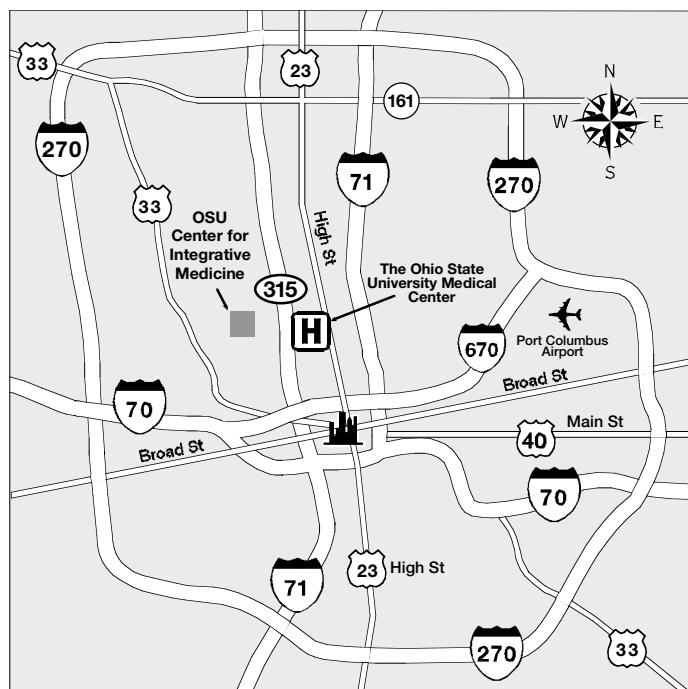 33
23
N
161
W
E
S
270
71
270
33
OSU
Center for
Integrative
Medicine
High St
315
The Ohio State
University Medical
Center
H
670
Port Columbus
Airport
Broad St
70
Main St
40
Broad St
70
23
High St
71
270
33